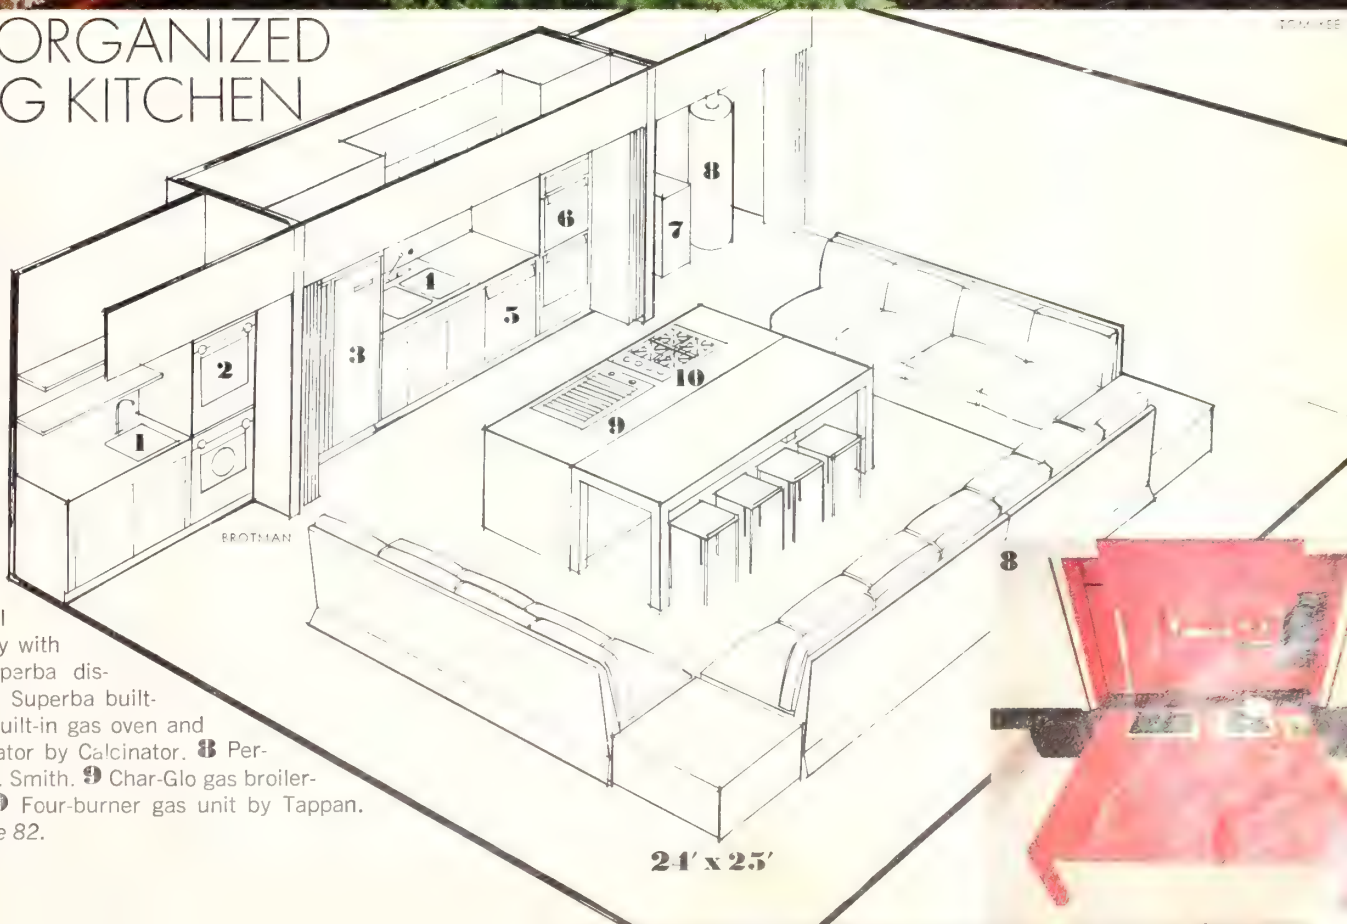 ORGANIZED
G KITCHEN
TOM YEE
8
7
6
4
5
3
2
1
10
9
BROTMAN
8
l
y with
perba dis-
Superba built-
uilt-in gas oven and
ator by Calcinator. 8 Per-
. Smith. 9 Char-Glo gas broiler-
Four-burner gas unit by Tappan.
e 82.
24' x 25'